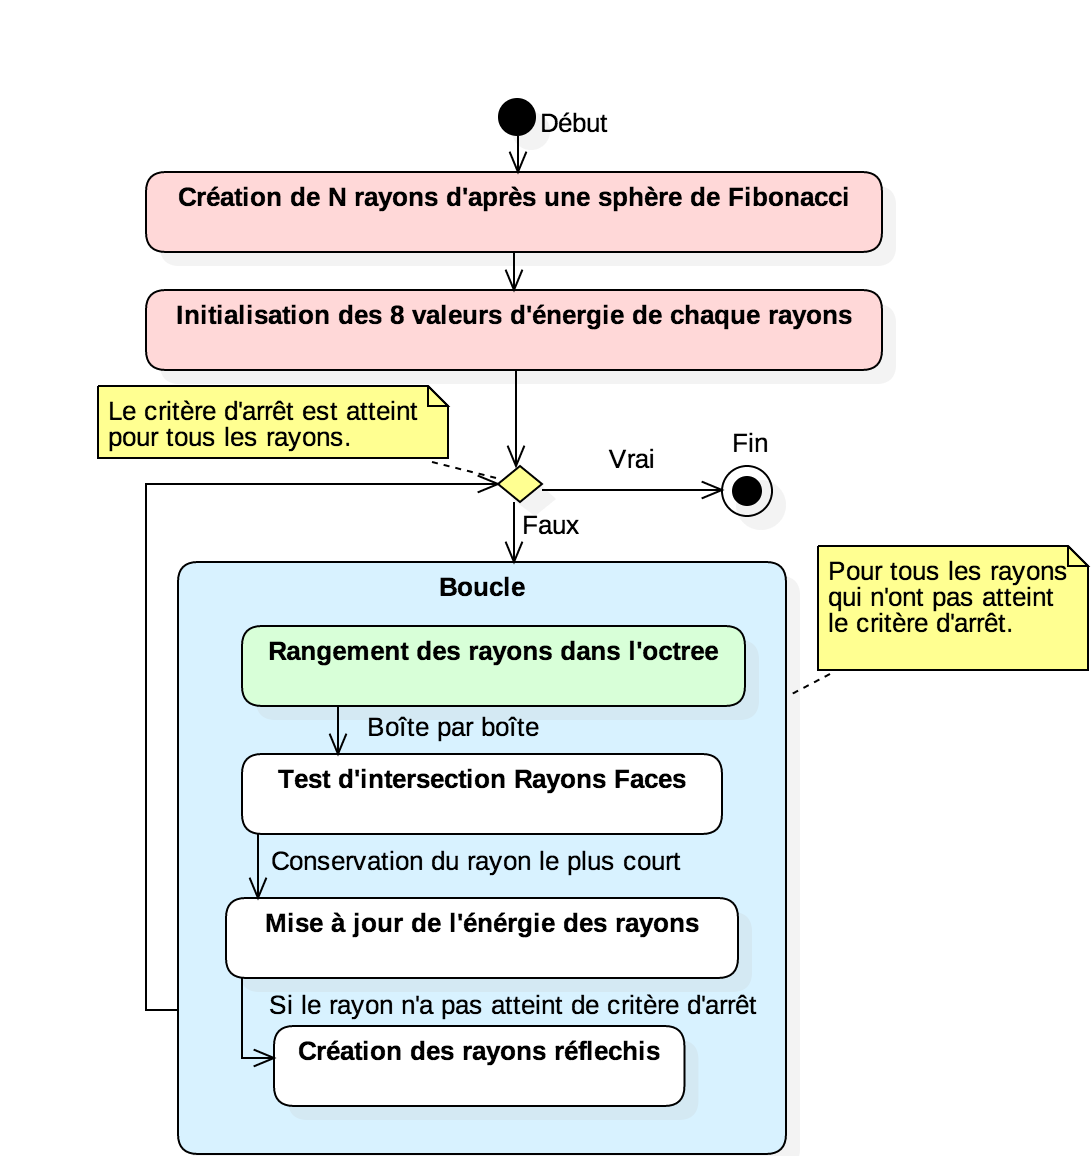 Début
Création de N rayons d'après une sphère de Fibonacci
Initialisation des 8 valeurs d'énergie de chaque rayons
Le critère d'arrêt est atteint
pour tous les rayons.
Vrai
Fin
Faux
Pour tous les rayons
qui n'ont pas atteint
le critère d'arrêt.
Boucle
Rangement des rayons dans l'octree
Boîte par boîte
Test d'intersection Rayons Faces
Conservation du rayon le plus court
Mise à jour de l'énérgie des rayons
Si le rayon n'a pas atteint de critère d'arrêt
Création des rayons réflechis